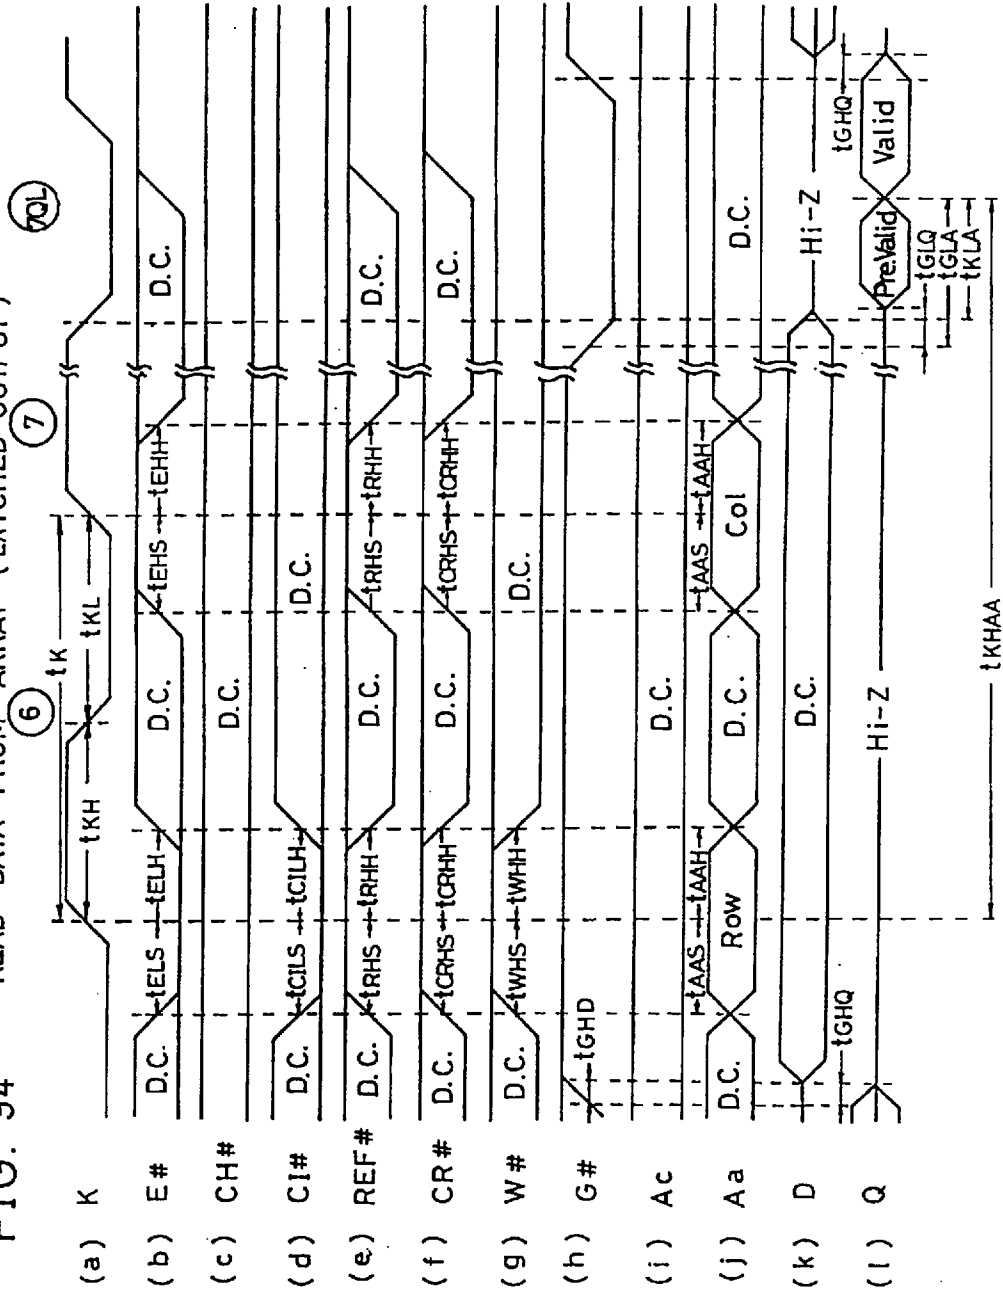 FIG. 94 READ DATA FROM ARRAY (LATCHED OUTPUT)
6 7 7QL
tK
(a) K tKH tKL
(b) E# D.C. tELS tELH D.C. tEHS tEHH D.C.
(c) CH# D.C.
(d) CI# D.C. tCILS tCILH D.C.
(e) REF# D.C. tRHS tRHH D.C. tRHS tRHH D.C.
(f) CR# D.C. tCRHS tCRHH D.C. tCRHS tCRHH D.C.
(g) W# D.C. tWHS tWHH D.C.
(h) G# tGHD
(i) Ac D.C.
tAAS tAAH tAAS tAAH
(j) Aa D.C. Row D.C. Col D.C.
(k) D D.C. Hi-Z
tGHQ tGHQ
(l) Q Hi-Z Pre.Valid Valid
tGLQ
tGLA
tKLA
tKHAA